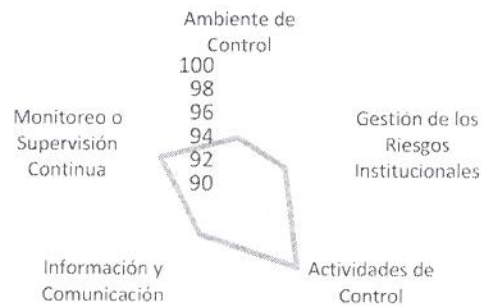 Ambiente de
Control
100
98
96
94
92
90
Monitoreo o
Supervisión
Continua
Gestión de los
Riesgos
Institucionales
Información y
Comunicación
Actividades de
Control